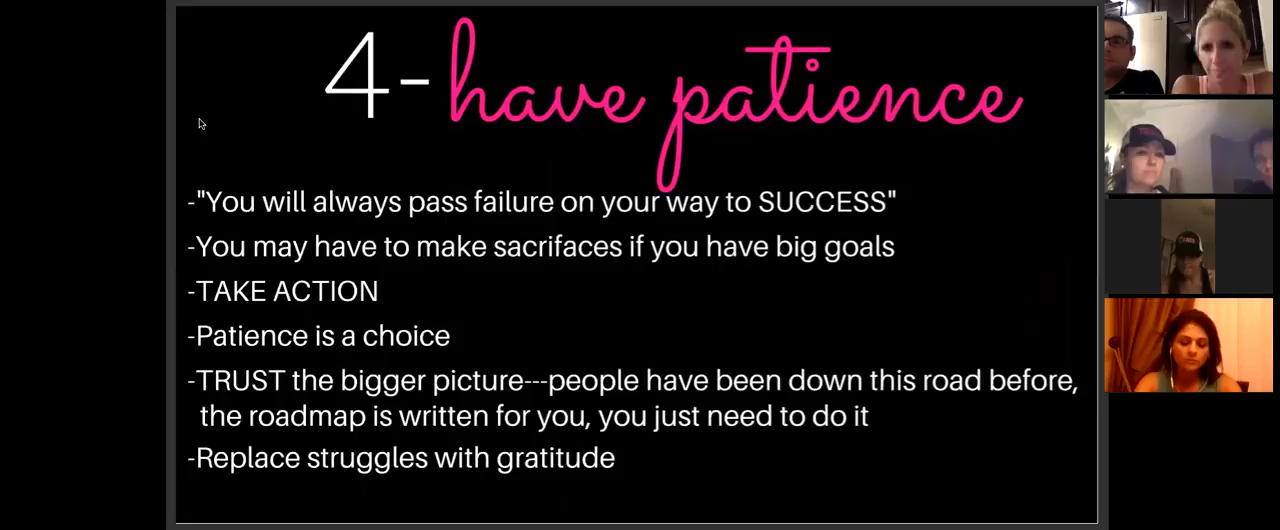 4- have patience
-"You will always pass failure on your way to SUCCESS"
-You may have to make sacrifaces if you have big goals
-TAKE ACTION
-Patience is a choice
-TRUST the bigger picture---people have been down this road before,
the roadmap is written for you, you just need to do it
-Replace struggles with gratitude